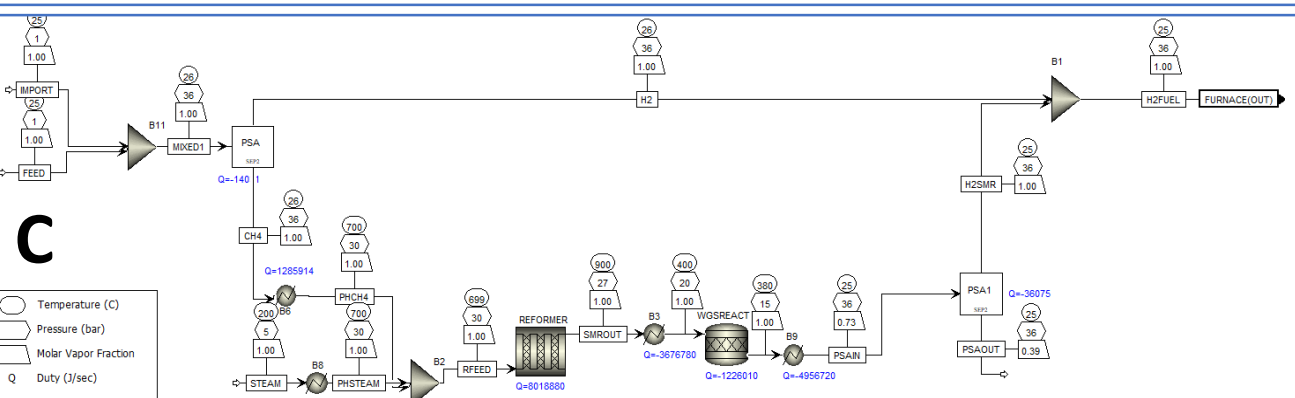 25
1
1.00
IMPORT
25
1
1.00
FEED
B11
26
36
1.00
MIXED1
PSA
SEP2
Q=-140 1
26
36
1.00
H2
B1
25
36
1.00
H2FUEL
FURNACE(OUT)
25
36
1.00
H2SMR
C
26
36
1.00
CH4
Q=1285914
B6
700
30
1.00
PHCH4
200
5
1.00
STEAM
B8
700
30
1.00
PHSTEAM
B2
699
30
1.00
RFEED
REFORMER
Q=8018880
900
27
1.00
SMROUT
B3
Q=-3676780
400
20
1.00
WGSREACT
Q=-1226010
380
15
1.00
B9
Q=-4956720
25
36
0.73
PSAIN
PSA1
SEP2
Q=-36075
25
36
0.39
PSAOUT
Temperature (C)
Pressure (bar)
Molar Vapor Fraction
Q Duty (J/sec)